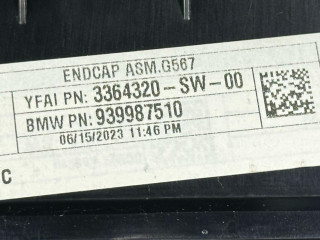 ENDCAP ASM.G567
YFAI PN: 3364320-SW-00
BMW PN: 939987510
06/15/2023 11:46 PM
C